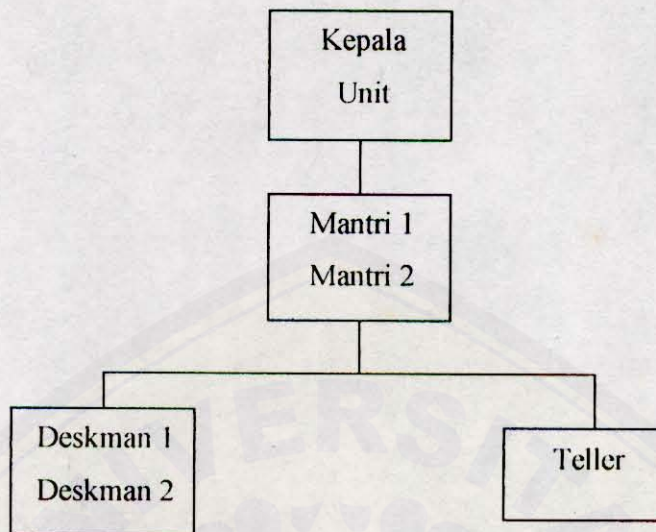 Kepala
Unit
Mantri 1
Mantri 2
Deskman 1
Deskman 2
Teller